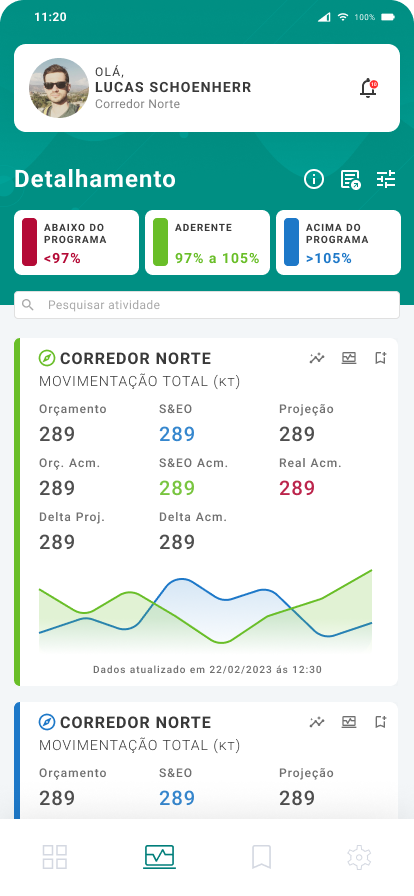 11:20 100%
OLÁ,
LUCAS SCHOENHERR
Corredor Norte
Detalhamento
ABAIXO DO
PROGRAMA
<97%
ADERENTE
97% a 105%
ACIMA DO
PROGRAMA
>105%
Pesquisar atividade
CORREDOR NORTE
MOVIMENTAÇÃO TOTAL (KT)
Orçamento S&EO Projeção
289 289 289
Orç. Acm. S&EO Acm. Real Acm.
289 289 289
Delta Proj. Delta Acm.
289 289
Dados atualizado em 22/02/2023 ás 12:30
CORREDOR NORTE
MOVIMENTAÇÃO TOTAL (KT)
Orçamento S&EO Projeção
289 289 289